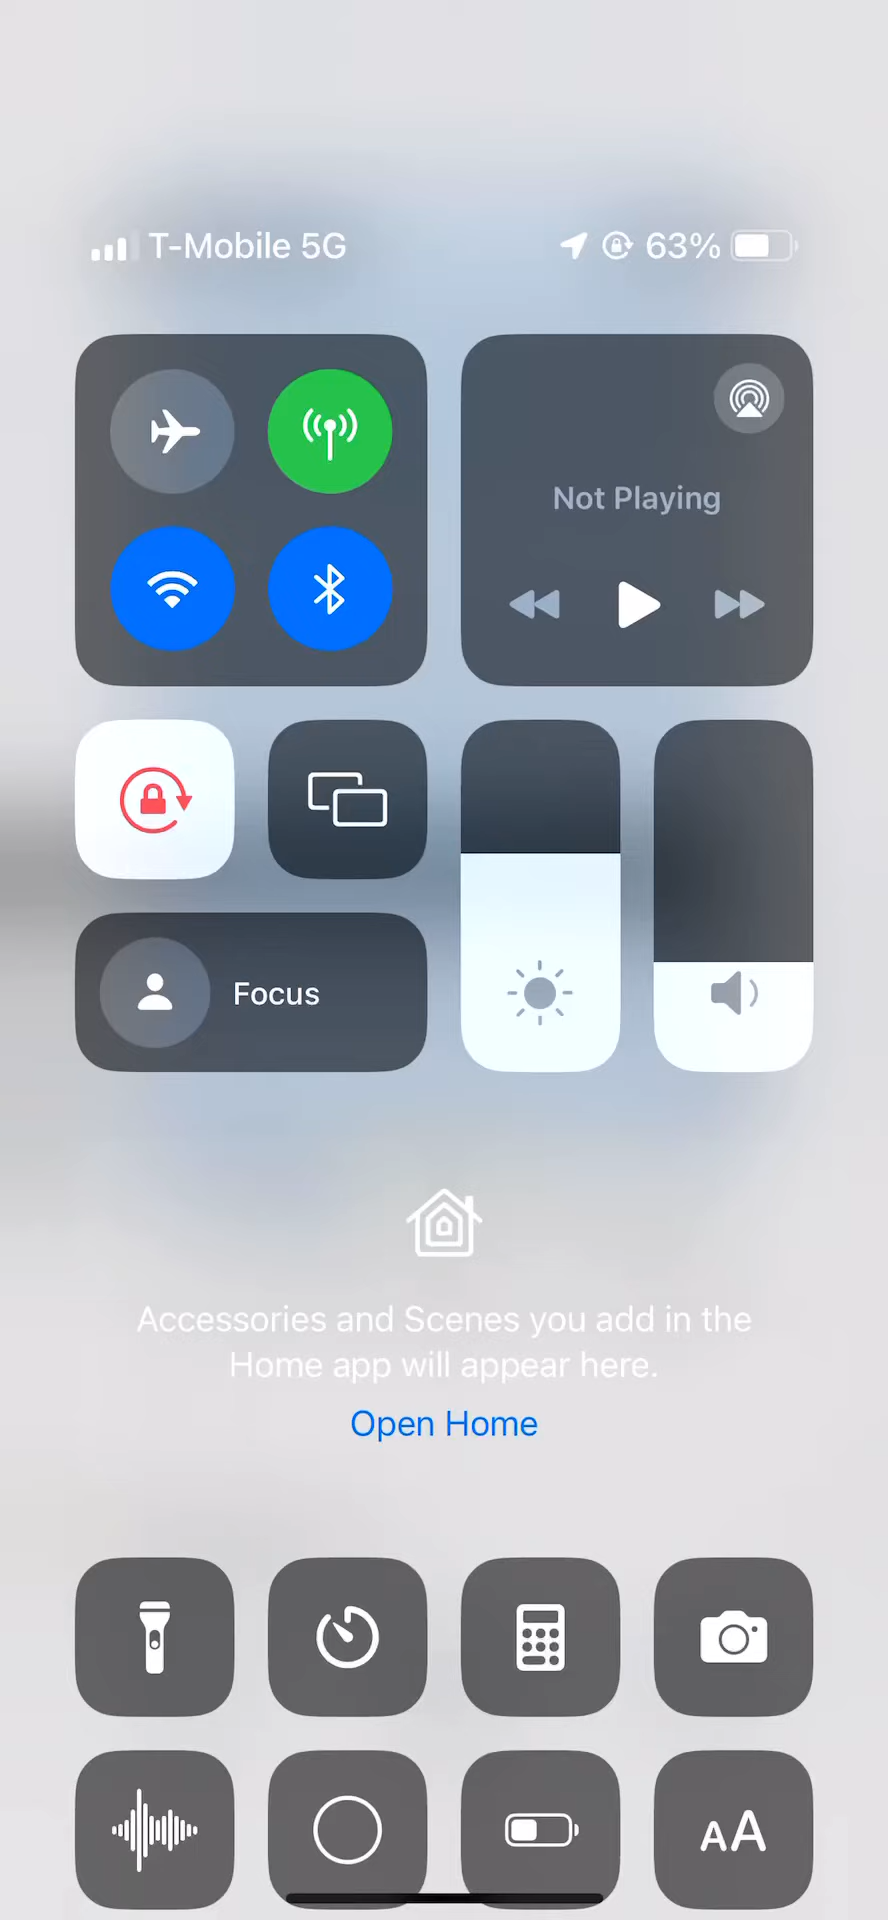 T-Mobile 5G
63%
Not Playing
Focus
Accessories and Scenes you add in the
Home app will appear here.
Open Home
AA